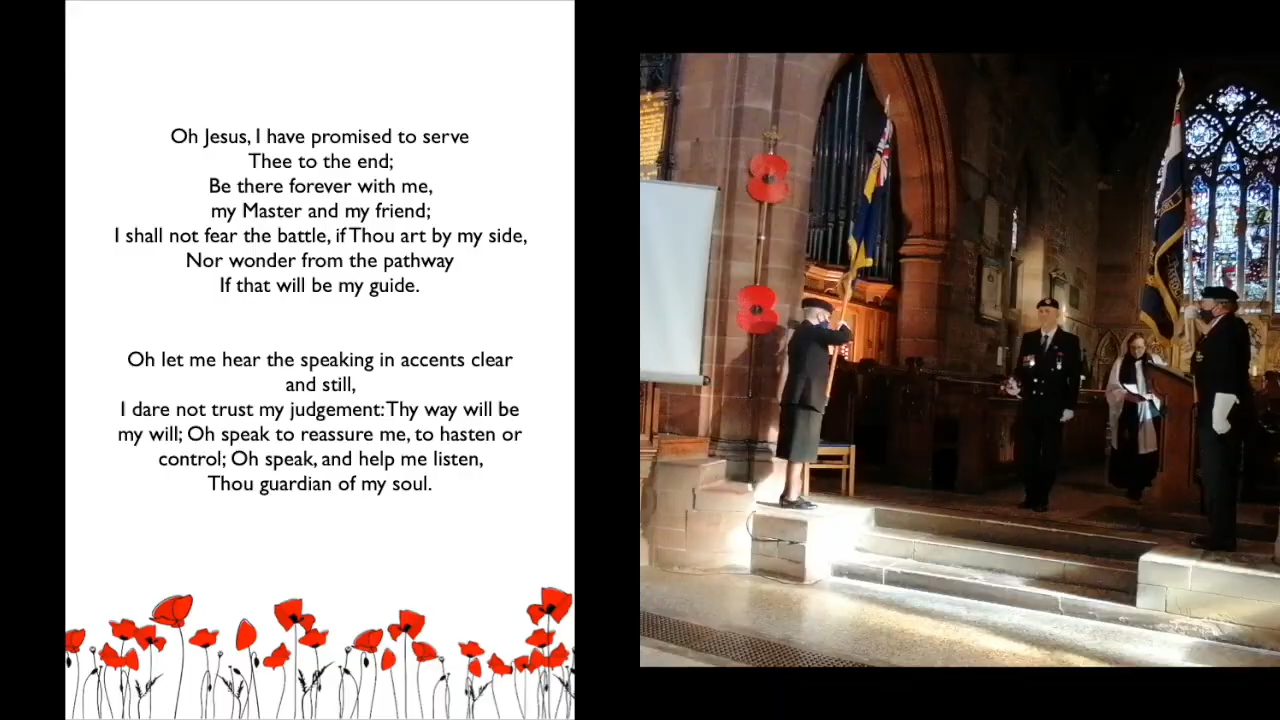 Oh Jesus, I have promised to serve
Thee to the end;
Be there forever with me,
my Master and my friend;
I shall not fear the battle, if Thou art by my side,
Nor wonder from the pathway
If that will be my guide.
Oh let me hear the speaking in accents clear
and still,
I dare not trust my judgement: Thy way will be
my will; Oh speak to reassure me, to hasten or
control; Oh speak, and help me listen,
Thou guardian of my soul.